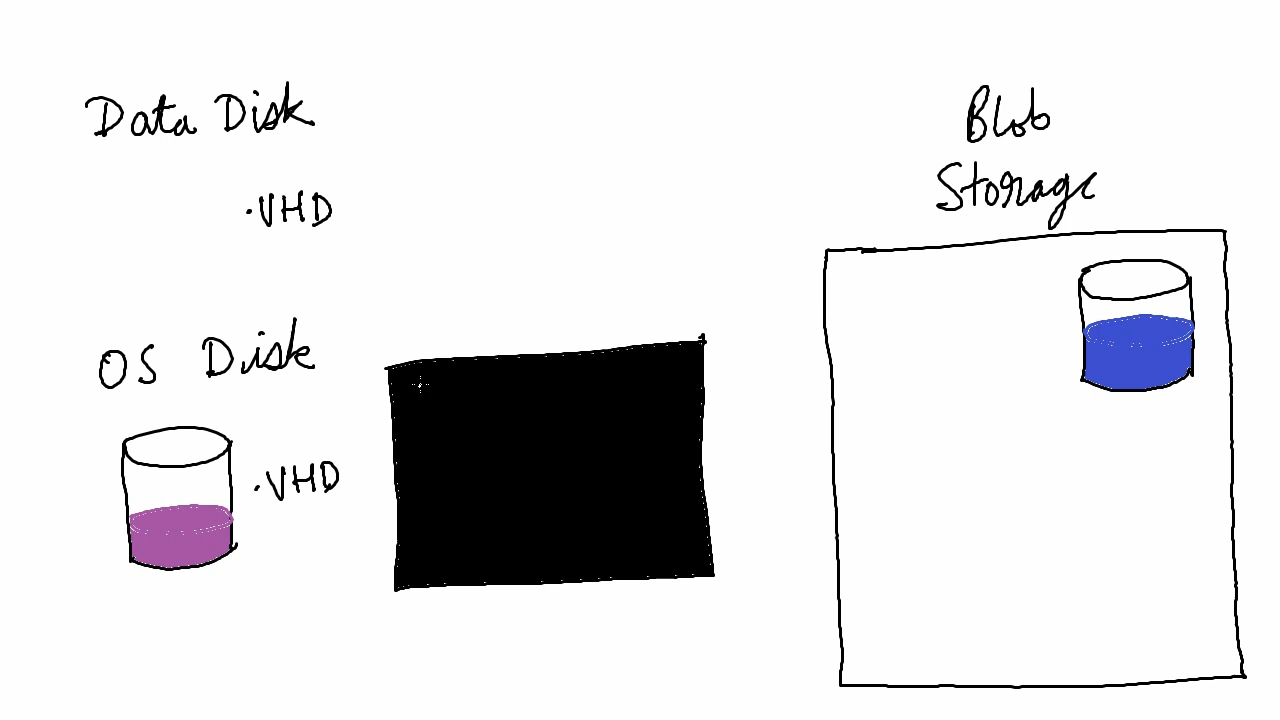 Data Disk
.VHD
OS Disk
.VHD
Blob
Storage